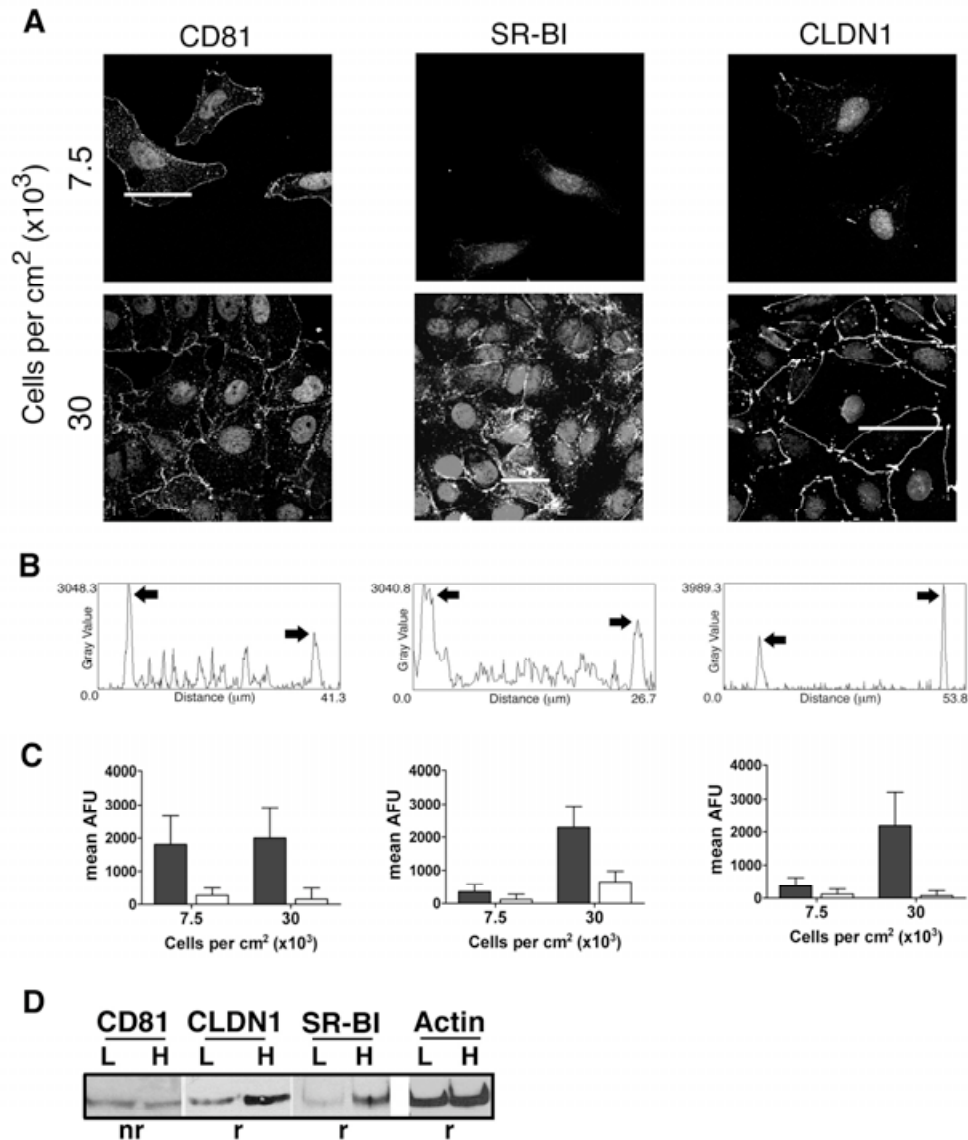 A
CD81
SR-BI
CLDN1
Cells per cm² (x10³)
7.5
30
B
3048.3
Gray Value
0.0
Distance (µm)
41.3
3040.8
Gray Value
0.0
Distance (µm)
26.7
3989.3
Gray Value
0.0
Distance (µm)
53.8
C
4000
3000
2000
1000
0
mean AFU
7.5
30
Cells per cm² (x10³)
4000
3000
2000
1000
0
mean AFU
7.5
30
Cells per cm² (x10³)
4000
3000
2000
1000
0
mean AFU
7.5
30
Cells per cm² (x10³)
D
CD81 CLDN1 SR-BI Actin
L H L H L H L H
nr r r r